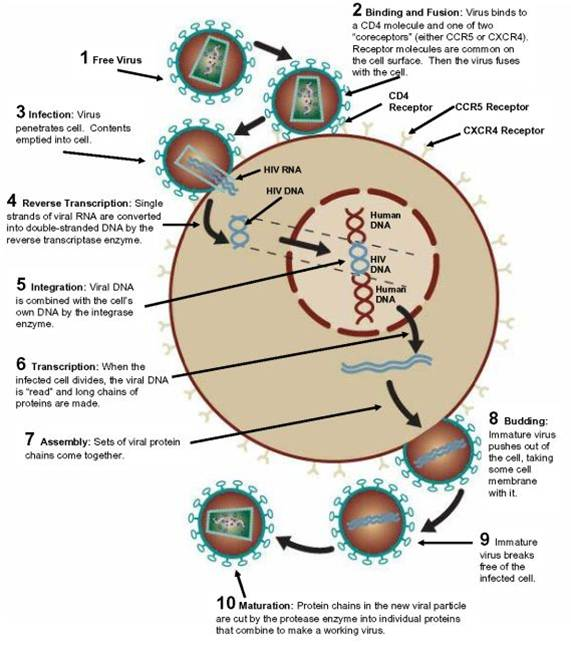 1 Free Virus
2 Binding and Fusion: Virus binds to
a CD4 molecule and one of two
"coreceptors" (either CCR5 or CXCR4).
Receptor molecules are common on
the cell surface. Then the virus fuses
with the cell.
CD4
Receptor
CCR5 Receptor
CXCR4 Receptor
3 Infection: Virus
penetrates cell. Contents
emptied into cell.
HIV RNA
HIV DNA
4 Reverse Transcription: Single
strands of viral RNA are converted
into double-stranded DNA by the
reverse transcriptase enzyme.
Human
DNA
HIV
DNA
Human
DNA
5 Integration: Viral DNA
is combined with the cell's
own DNA by the integrase
enzyme.
6 Transcription: When the
infected cell divides, the viral DNA
is "read" and long chains of
proteins are made.
7 Assembly: Sets of viral protein
chains come together.
8 Budding:
Immature virus
pushes out of
the cell, taking
some cell
membrane
with it.
9 Immature
virus breaks
free of the
infected cell.
10 Maturation: Protein chains in the new viral particle
are cut by the protease enzyme into individual proteins
that combine to make a working virus.